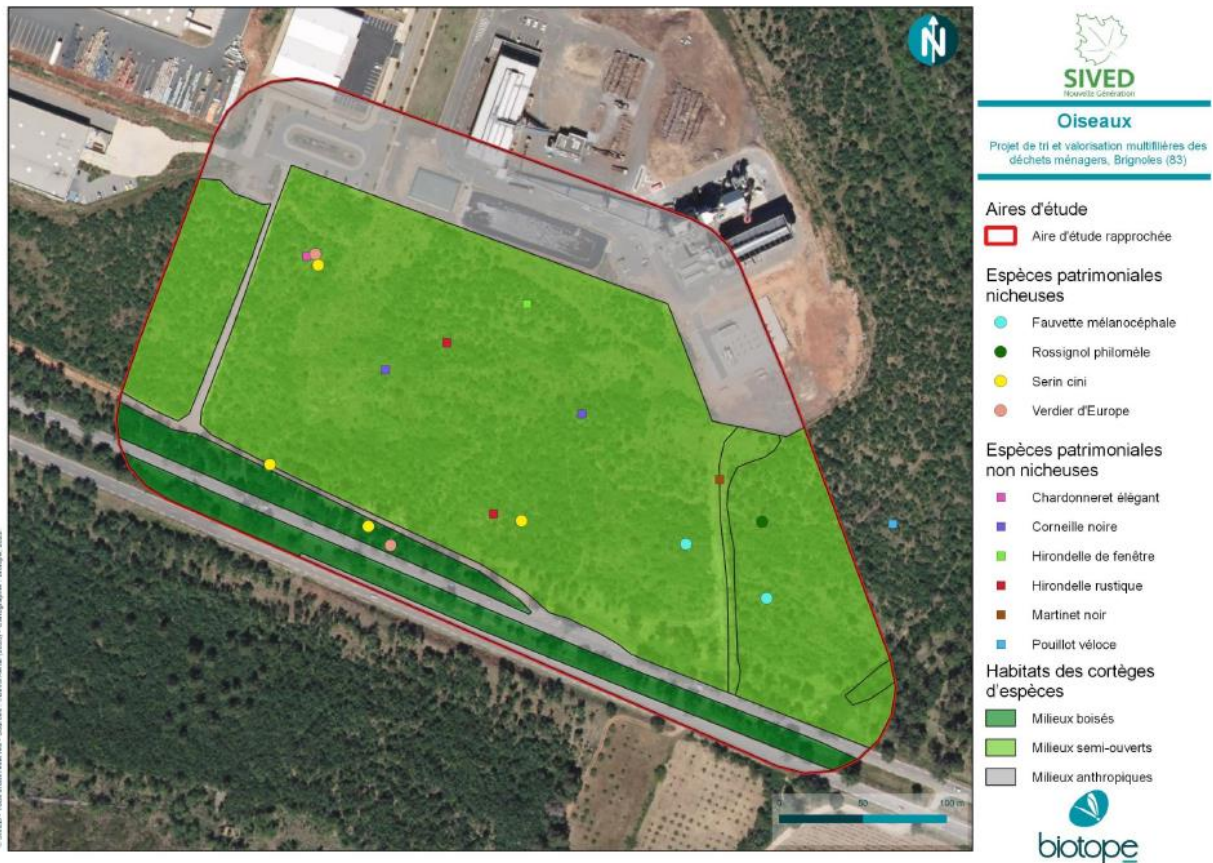 N
SIVED
Nouvelle Génération
Oiseaux
Projet de tri et valorisation multifilières des
déchets ménagers, Brignoles (83)
Aires d'étude
Aire d'étude rapprochée
Espèces patrimoniales
nicheuses
Fauvette mélanocéphale
Rossignol philomèle
Serin cini
Verdier d'Europe
Espèces patrimoniales
non nicheuses
Chardonneret élégant
Corneille noire
Hirondelle de fenêtre
Hirondelle rustique
Martinet noir
Pouillot véloce
Habitats des cortèges
d'espèces
Milieux boisés
Milieux semi-ouverts
Milieux anthropiques
0 50 100 m
biotope